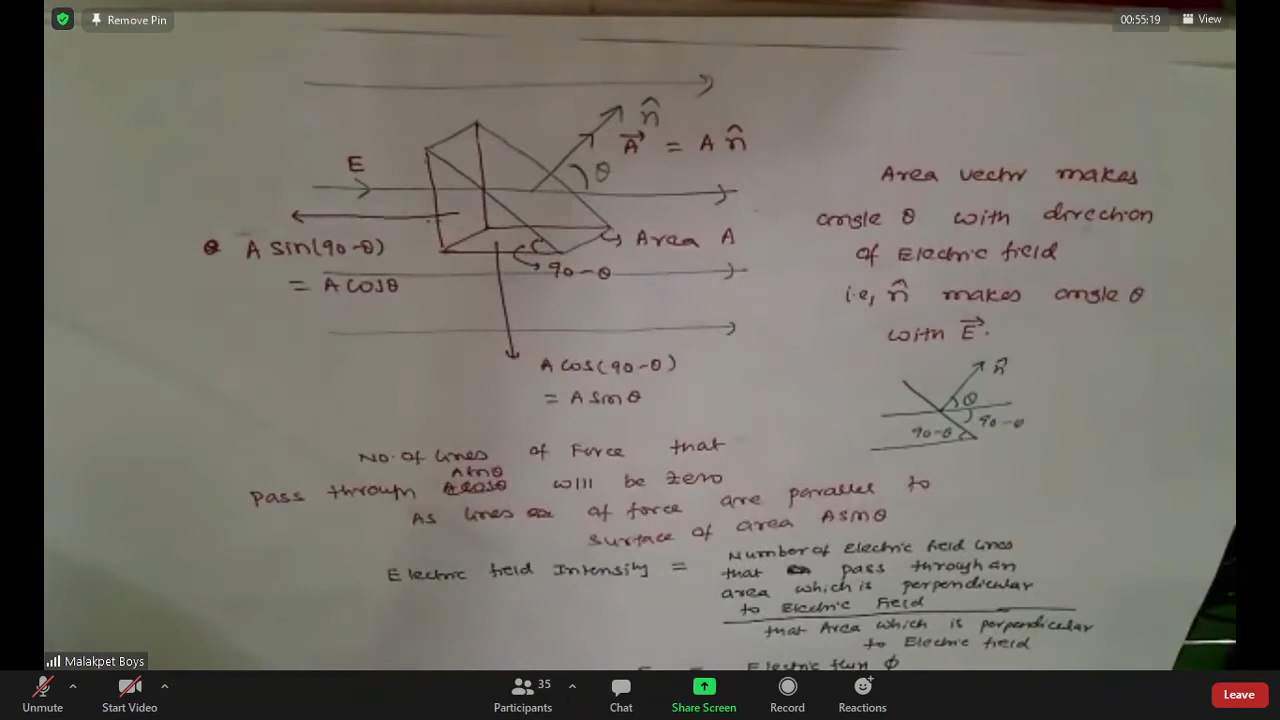 Remove Pin
00:55:19
View
n̂
A⃗ = A n̂
θ
E
Area A
90-θ
A sin(90-θ)
= A cosθ
A cos(90-θ)
= A sinθ
Area vectr makes
angle θ with direction
of Electric field
i.e, n̂ makes angle θ
with E⃗.
n̂
θ
90-θ
90-θ
No. of lines of Force that
Pass through Asinθ will be zero
As lines of force are parallel to
surface of area A sinθ
Electric field Intensity =
Number of Electric field lines
that pass through an
area which is perpendicular
to Electric Field
that Area which is perpendicular
to Electric field
Electric flux ϕ
Malakpet Boys
Unmute
Start Video
35
Participants
Chat
Share Screen
Record
Reactions
Leave